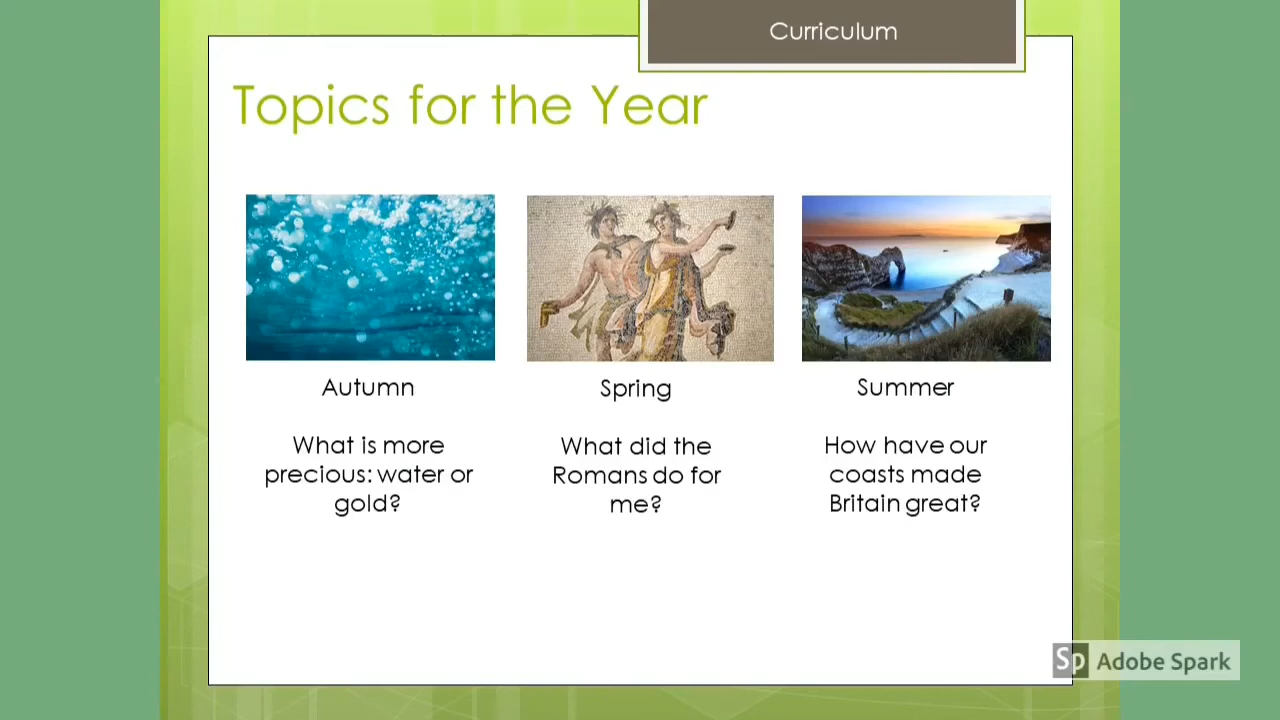 Curriculum
Topics for the Year
Autumn
What is more
precious: water or
gold?
Spring
What did the
Romans do for
me?
Summer
How have our
coasts made
Britain great?
Sp Adobe Spark